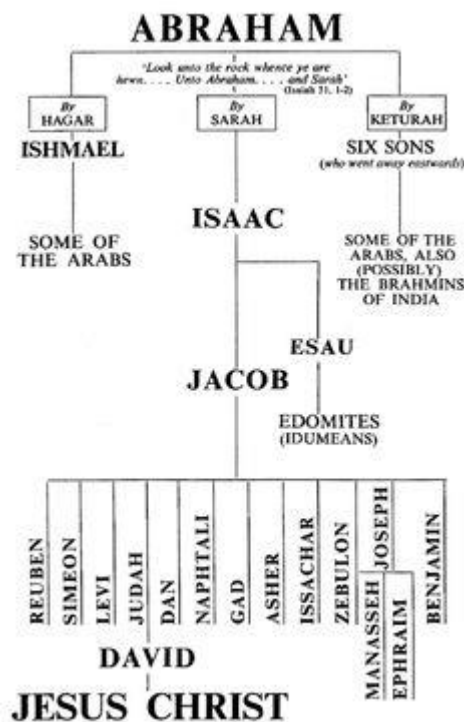 ABRAHAM
'Look unto the rock whence ye are
hewn. . . . . Unto Abraham. . . . . and Sarah'
(Isaiah 51, 1-2)
By
HAGAR
By
SARAH
By
KETURAH
ISHMAEL
SIX SONS
(who went away eastwards)
ISAAC
SOME OF
THE ARABS
SOME OF THE
ARABS, ALSO
(POSSIBLY)
THE BRAHMINS
OF INDIA
ESAU
JACOB
EDOMITES
(IDUMEANS)
REUBEN
SIMEON
LEVI
JUDAH
DAN
NAPHTALI
GAD
ASHER
ISSACHAR
ZEBULON
JOSEPH
MANASSEH
EPHRAIM
BENJAMIN
DAVID
JESUS CHRIST